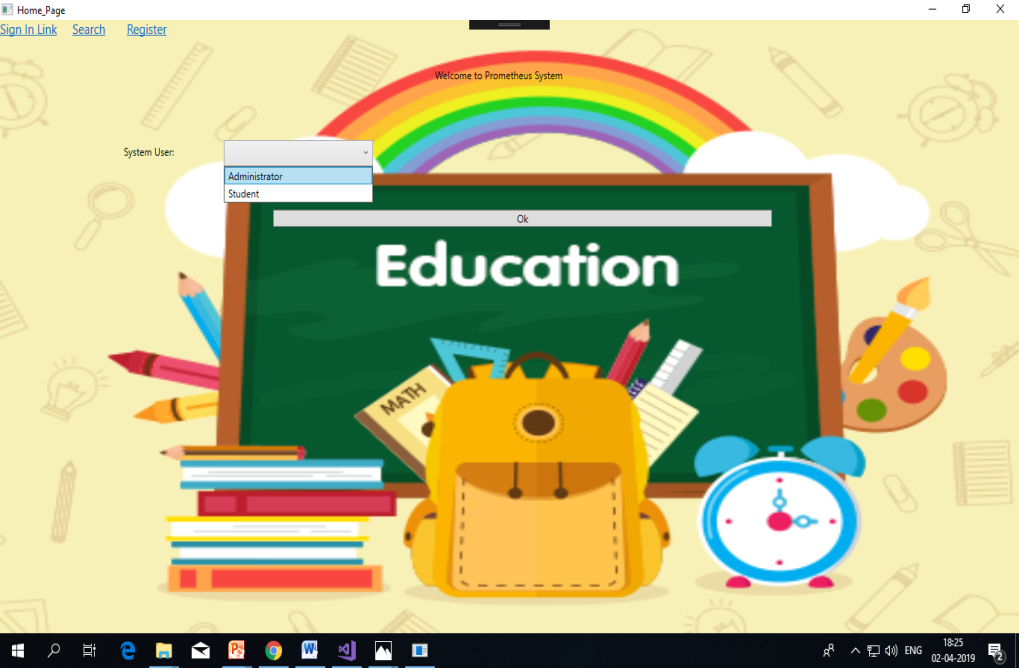 Home_Page
Sign In Link Search Register
Welcome to Prometheus System
System User:
Administrator
Student
Ok
Education
MATH
18:25
ENG
02-04-2019
2